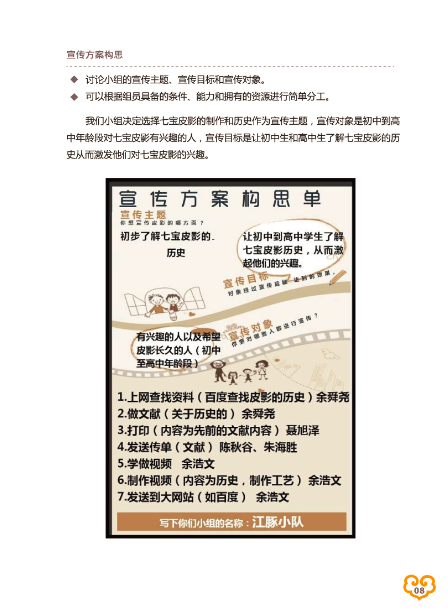 宣传方案构思
◆ 讨论小组的宣传主题、宣传目标和宣传对象。
◆ 可以根据组员具备的条件、能力和拥有的资源进行简单分工。
我们小组决定选择七宝皮影的制作和历史作为宣传主题，宣传对象是初中到高
中年龄段对七宝皮影有兴趣的人，宣传目标是让初中生和高中生了解七宝皮影的历
史从而激发他们对七宝皮影的兴趣。
宣传方案构思单
宣传主题
你想宣传皮影的哪方面？
初步了解七宝皮影的.
历史
让初中到高中学生了解
七宝皮影历史，从而激
起他们的兴趣。
宣传目标
宣传对象
你要对哪些人群进行宣传？
有兴趣的人以及希望
皮影长久的人（初中
至高中年龄段）
1.上网查找资料（百度查找皮影的历史）余舜尧
2.做文献（关于历史的）余舜尧
3.打印（内容为先前的文献内容） 聂旭泽
4.发送传单（文献） 陈秋谷、朱海胜
5.学做视频 余浩文
6.制作视频（内容为历史，制作工艺） 余浩文
7.发送到大网站（如百度） 余浩文
写下你们小组的名称：江豚小队
08